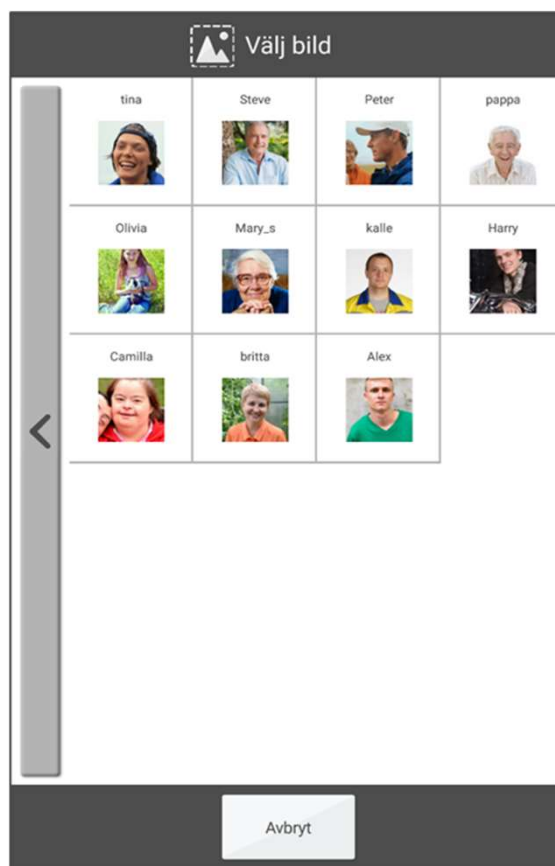 Välj bild
tina Steve Peter pappa
Olivia Mary_s kalle Harry
Camilla britta Alex
Avbryt